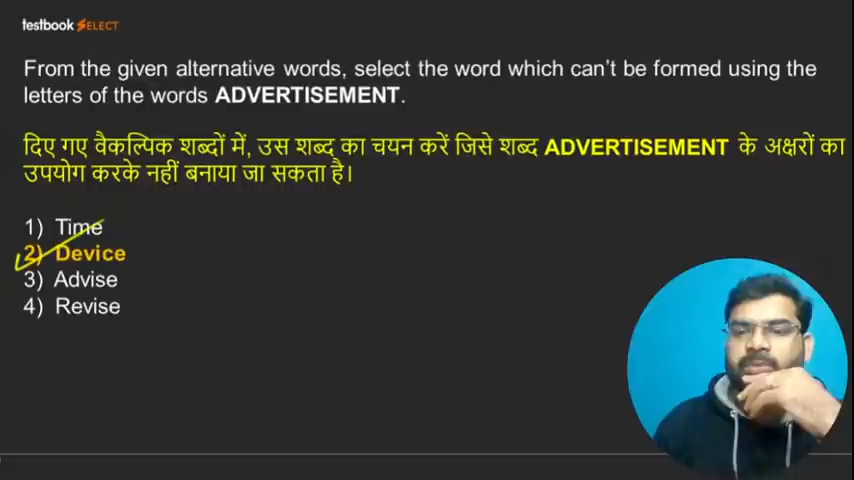 testbook SELECT
From the given alternative words, select the word which can't be formed using the
letters of the words ADVERTISEMENT.
दिए गए वैकल्पिक शब्दों में, उस शब्द का चयन करें जिसे शब्द ADVERTISEMENT के अक्षरों का
उपयोग करके नहीं बनाया जा सकता है।
1) Time
2) Device
3) Advise
4) Revise